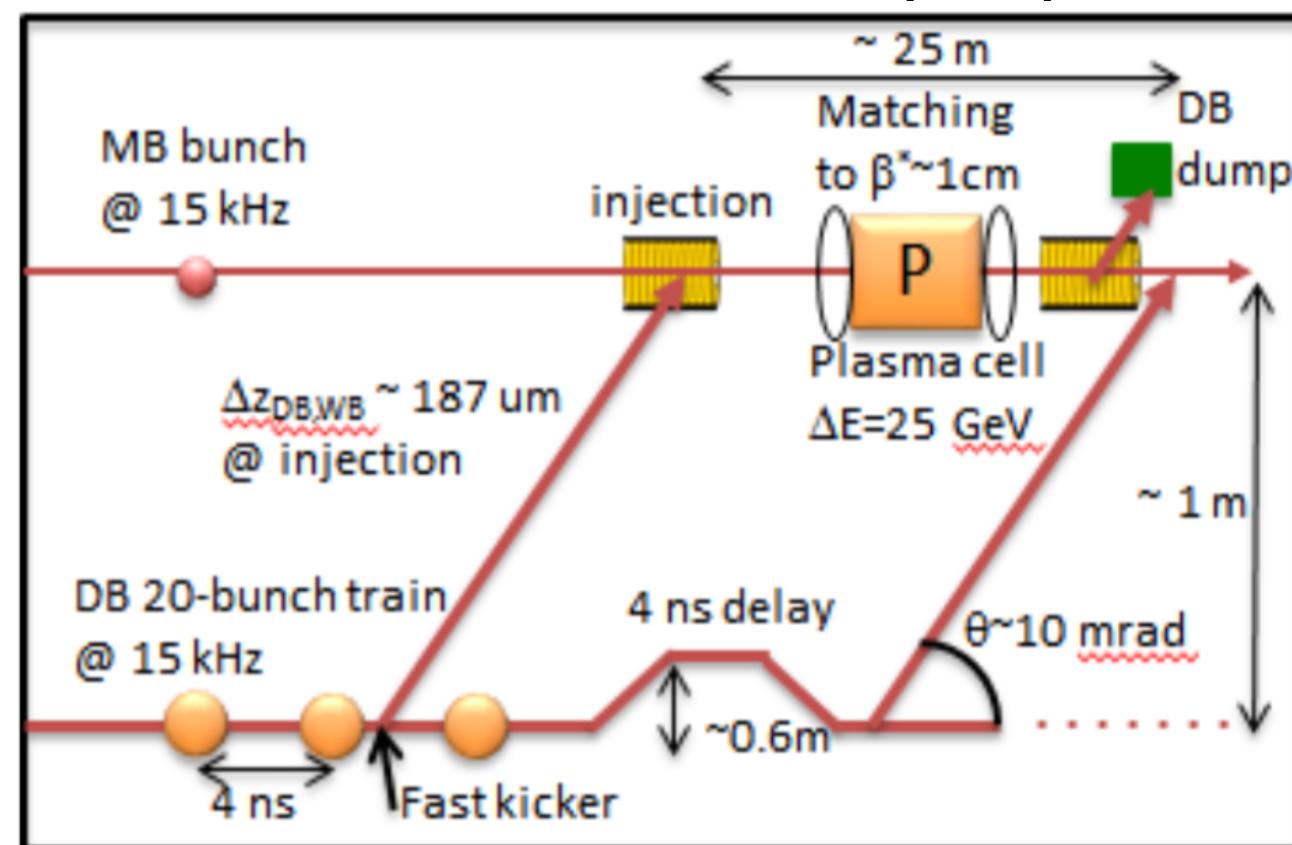 ~ 25 m
MB bunch
@ 15 kHz
injection
Matching
to β*~1cm
DB
dump
P
Plasma cell
ΔE=25 GeV
Δz_DB,WB ~ 187 um
@ injection
~ 1 m
DB 20-bunch train
@ 15 kHz
4 ns delay
θ~10 mrad
~0.6m
4 ns
Fast kicker